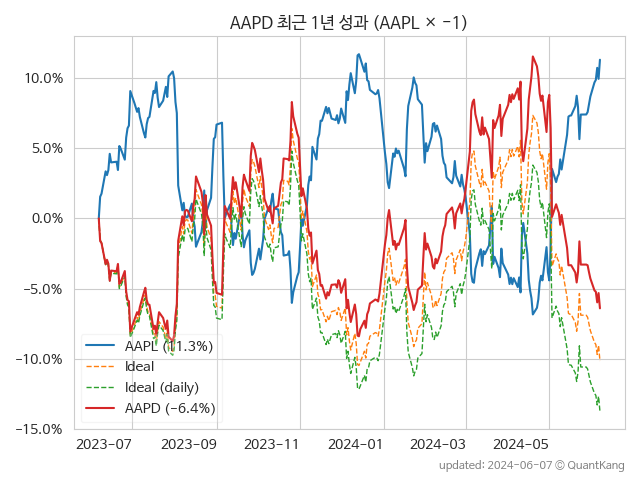 AAPD 최근 1년 성과 (AAPL × −1)
10.0%
5.0%
0.0%
−5.0%
−10.0%
−15.0%
AAPL (11.3%)
Ideal
Ideal (daily)
AAPD (−6.4%)
2023-07
2023-09
2023-11
2024-01
2024-03
2024-05
updated: 2024-06-07 © QuantKang